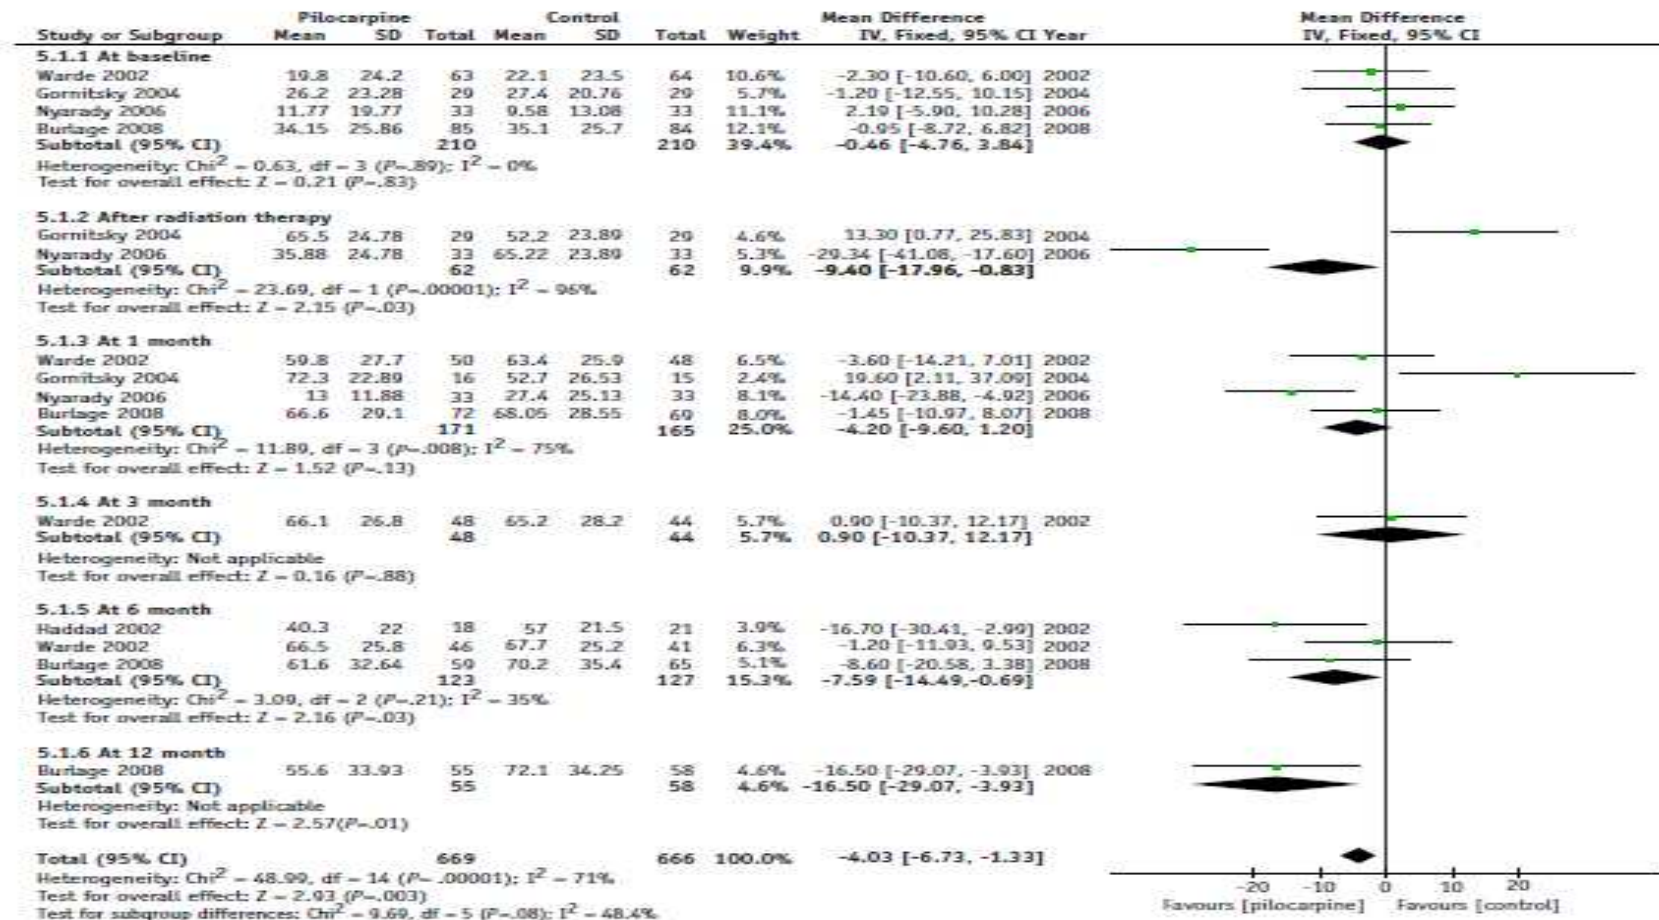 Pilocarpine Control Mean Difference Mean Difference
Study or Subgroup Mean SD Total Mean SD Total Weight IV, Fixed, 95% CI Year IV, Fixed, 95% CI
5.1.1 At baseline
Warde 2002 19.8 24.2 63 22.1 23.5 64 10.6% -2.30 [-10.60, 6.00] 2002
Gornitsky 2004 26.2 23.28 29 27.4 20.76 29 5.7% -1.20 [-12.55, 10.15] 2004
Nyarady 2006 11.77 19.77 33 9.58 13.08 33 11.1% 2.19 [-5.90, 10.28] 2006
Burlage 2008 34.15 25.86 85 35.1 25.7 84 12.1% -0.95 [-8.72, 6.82] 2008
Subtotal (95% CI) 210 210 39.4% -0.46 [-4.76, 3.84]
Heterogeneity: Chi² = 0.63, df = 3 (P=.89); I² = 0%
Test for overall effect: Z = 0.21 (P=.83)
5.1.2 After radiation therapy
Gornitsky 2004 65.5 24.78 29 52.2 23.89 29 4.6% 13.30 [0.77, 25.83] 2004
Nyarady 2006 35.88 24.78 33 65.22 23.89 33 5.3% -29.34 [-41.08, -17.60] 2006
Subtotal (95% CI) 62 62 9.9% -9.40 [-17.96, -0.83]
Heterogeneity: Chi² = 23.69, df = 1 (P=.00001); I² = 96%
Test for overall effect: Z = 2.15 (P=.03)
5.1.3 At 1 month
Warde 2002 59.8 27.7 50 63.4 25.9 48 6.5% -3.60 [-14.21, 7.01] 2002
Gornitsky 2004 72.3 22.89 16 52.7 26.53 15 2.4% 19.60 [2.11, 37.09] 2004
Nyarady 2006 13 11.88 33 27.4 25.13 33 8.1% -14.40 [-23.88, -4.92] 2006
Burlage 2008 66.6 29.1 72 68.05 28.55 69 8.0% -1.45 [-10.97, 8.07] 2008
Subtotal (95% CI) 171 165 25.0% -4.20 [-9.60, 1.20]
Heterogeneity: Chi² = 11.89, df = 3 (P=.008); I² = 75%
Test for overall effect: Z = 1.52 (P=.13)
5.1.4 At 3 month
Warde 2002 66.1 26.8 48 65.2 28.2 44 5.7% 0.90 [-10.37, 12.17] 2002
Subtotal (95% CI) 48 44 5.7% 0.90 [-10.37, 12.17]
Heterogeneity: Not applicable
Test for overall effect: Z = 0.16 (P=.88)
5.1.5 At 6 month
Haddad 2002 40.3 22 18 57 21.5 21 3.9% -16.70 [-30.41, -2.99] 2002
Warde 2002 66.5 25.8 46 67.7 25.2 41 6.3% -1.20 [-11.93, 9.53] 2002
Burlage 2008 61.6 32.64 59 70.2 35.4 65 5.1% -8.60 [-20.58, 3.38] 2008
Subtotal (95% CI) 123 127 15.3% -7.59 [-14.49,-0.69]
Heterogeneity: Chi² = 3.09, df = 2 (P=.21); I² = 35%
Test for overall effect: Z = 2.16 (P=.03)
5.1.6 At 12 month
Burlage 2008 55.6 33.93 55 72.1 34.25 58 4.6% -16.50 [-29.07, -3.93] 2008
Subtotal (95% CI) 55 58 4.6% -16.50 [-29.07, -3.93]
Heterogeneity: Not applicable
Test for overall effect: Z = 2.57(P=.01)
Total (95% CI) 669 666 100.0% -4.03 [-6.73, -1.33]
Heterogeneity: Chi² = 48.99, df = 14 (P= .00001); I² = 71%
Test for overall effect: Z = 2.93 (P=.003)
Test for subgroup differences: Chi² = 9.69, df = 5 (P=.08); I² = 48.4%
-20 -10 0 10 20
Favours [pilocarpine] Favours [control]